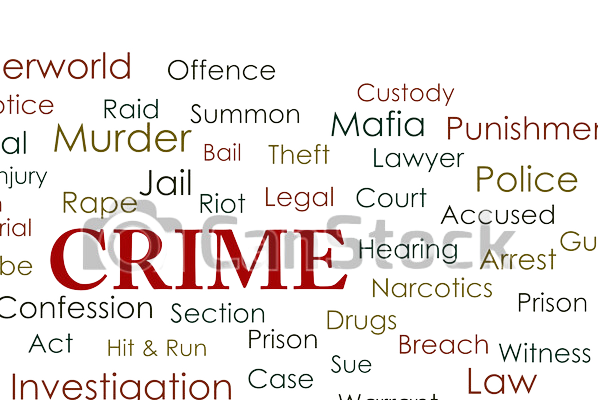 erworld Offence
otice Raid Summon Custody
al Murder Bail Theft Mafia Punishmen
njury Jail Lawyer Police
Rape Riot Legal Court Accused
rial CRIME Hearing Gu
be CanStock Arrest
Confession Section Narcotics Prison
Act Hit & Run Prison Drugs Breach Witness
Investigation Case Sue Warrant Law